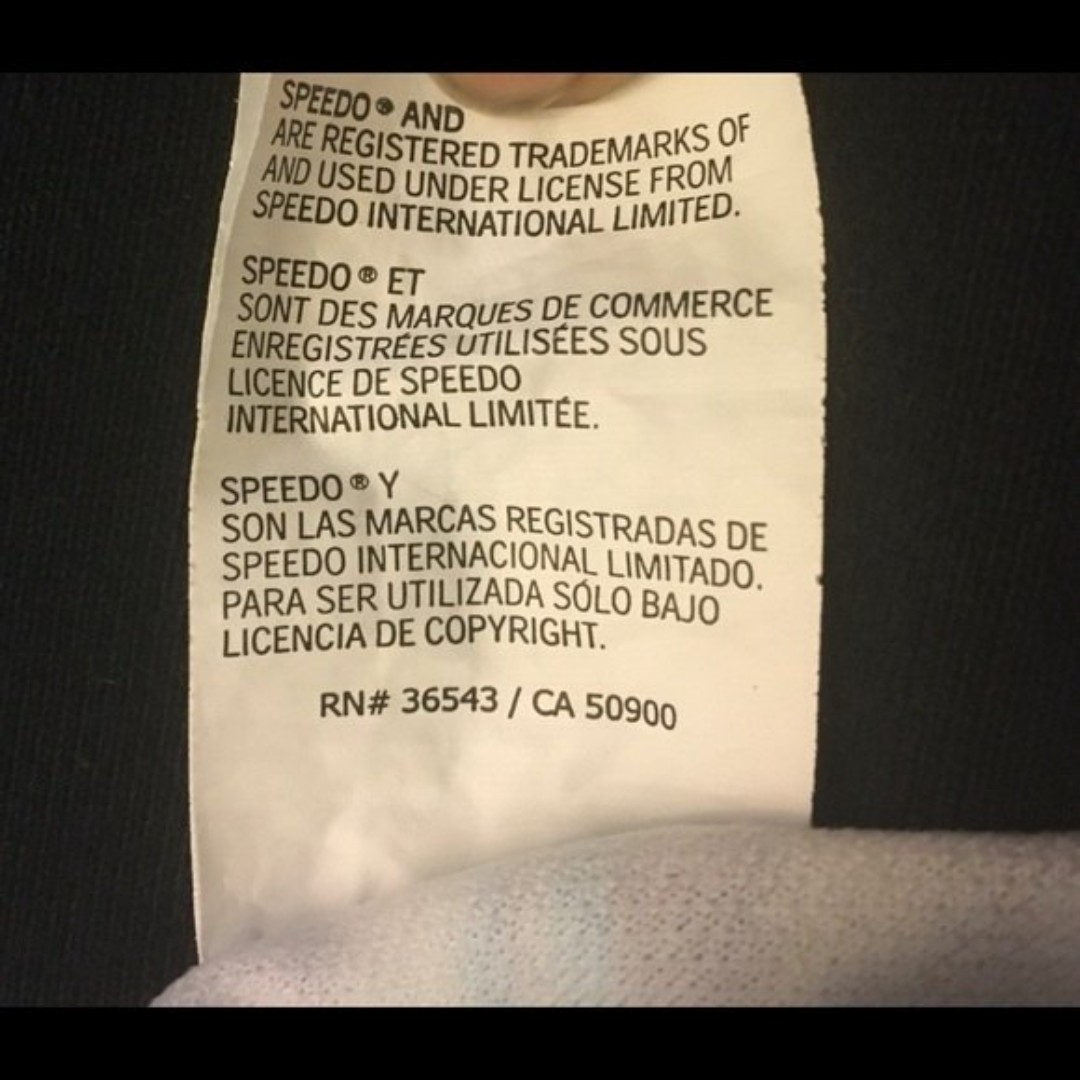 SPEEDO® AND
ARE REGISTERED TRADEMARKS OF
AND USED UNDER LICENSE FROM
SPEEDO INTERNATIONAL LIMITED.
SPEEDO® ET
SONT DES MARQUES DE COMMERCE
ENREGISTRÉES UTILISÉES SOUS
LICENCE DE SPEEDO
INTERNATIONAL LIMITÉE.
SPEEDO® Y
SON LAS MARCAS REGISTRADAS DE
SPEEDO INTERNACIONAL LIMITADO.
PARA SER UTILIZADA SÓLO BAJO
LICENCIA DE COPYRIGHT.
RN# 36543 / CA 50900